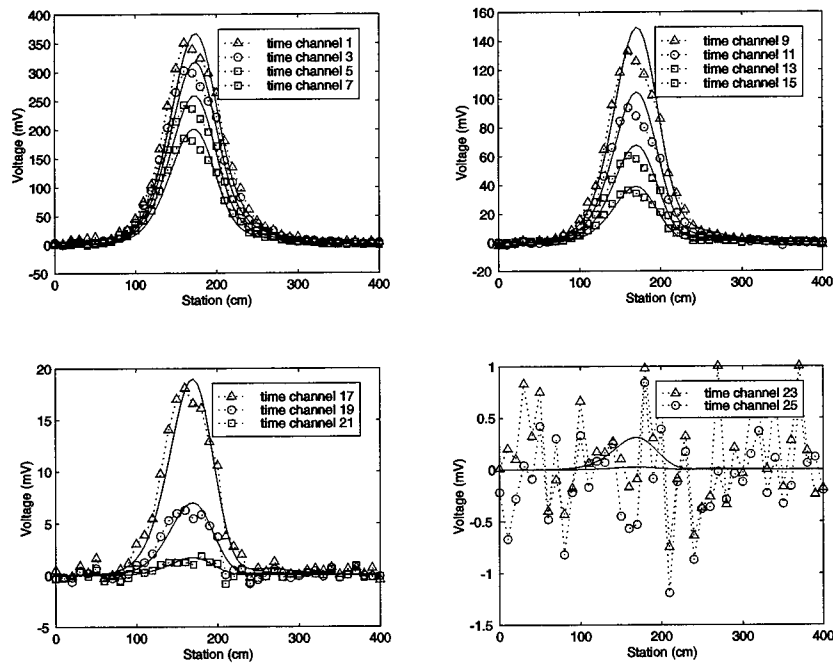 400
350
300
250
200
150
100
50
0
-50
Voltage (mV)
time channel 1
time channel 3
time channel 5
time channel 7
0 100 200 300 400
Station (cm)
160
140
120
100
80
60
40
20
0
-20
Voltage (mV)
time channel 9
time channel 11
time channel 13
time channel 15
0 100 200 300 400
Station (cm)
20
15
10
5
0
-5
Voltage (mV)
time channel 17
time channel 19
time channel 21
0 100 200 300 400
Station (cm)
1
0.5
0
-0.5
-1
-1.5
Voltage (mV)
time channel 23
time channel 25
0 100 200 300 400
Station (cm)